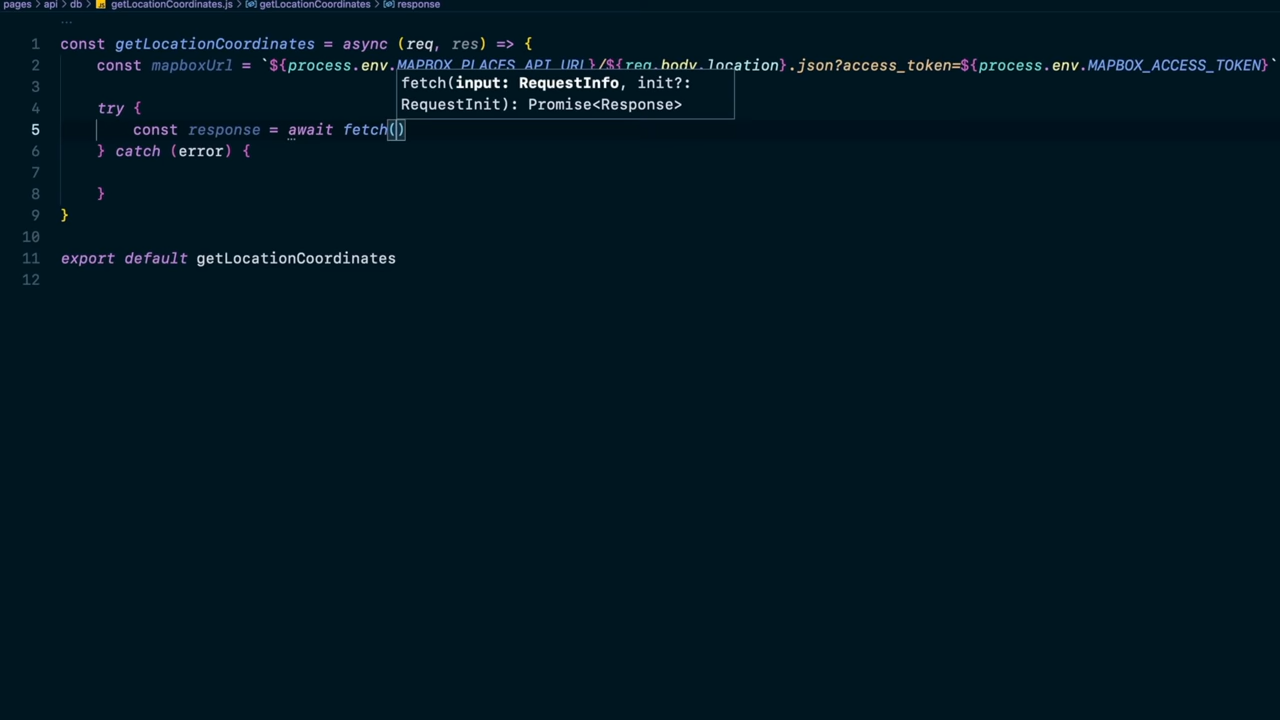 pages > api > db > getLocationCoordinates.js > getLocationCoordinates > response
...
1 const getLocationCoordinates = async (req, res) => {
2 const mapboxUrl = `${process.env.MAPBOX_PLACES_API_URL}/${req.body.location}.json?access_token=${process.env.MAPBOX_ACCESS_TOKEN}`
3
fetch(input: RequestInfo, init?:
RequestInit): Promise<Response>
4 try {
5 const response = await fetch()
6 } catch (error) {
7
8 }
9 }
10
11 export default getLocationCoordinates
12